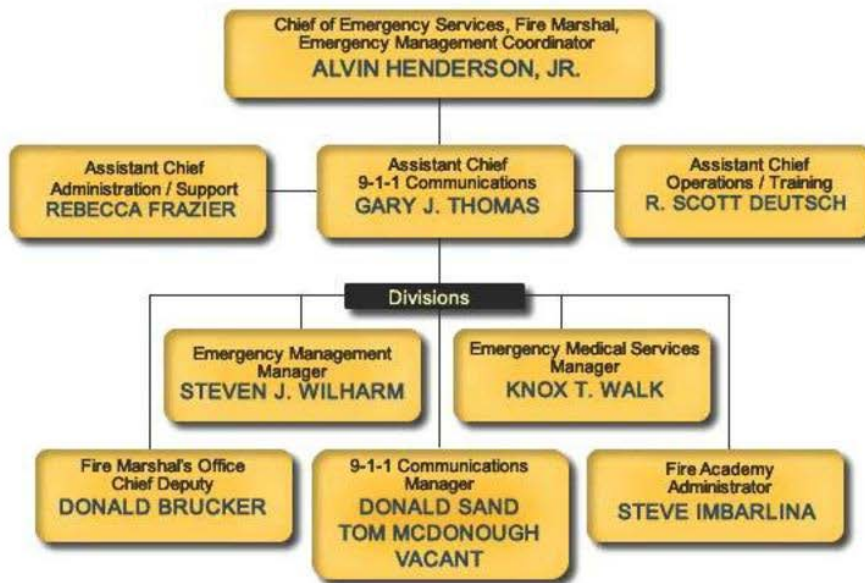 Chief of Emergency Services, Fire Marshal,
Emergency Management Coordinator
ALVIN HENDERSON, JR.
Assistant Chief
Administration / Support
REBECCA FRAZIER
Assistant Chief
9-1-1 Communications
GARY J. THOMAS
Assistant Chief
Operations / Training
R. SCOTT DEUTSCH
Divisions
Emergency Management
Manager
STEVEN J. WILHARM
Emergency Medical Services
Manager
KNOX T. WALK
Fire Marshal's Office
Chief Deputy
DONALD BRUCKER
9-1-1 Communications
Manager
DONALD SAND
TOM MCDONOUGH
VACANT
Fire Academy
Administrator
STEVE IMBARLINA